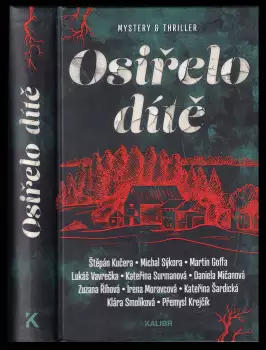 MYSTERY & THRILLER
Osiřelo
dítě
Štěpán Kučera • Michal Sýkora • Martin Goffa
Lukáš Vavrečka • Kateřina Surmanová • Daniela Mičanová
Zuzana Říhová • Irena Moravcová • Kateřina Šardická
Klára Smolíková • Přemysl Krejčík
KALIBR
Osiřelo dítě
K